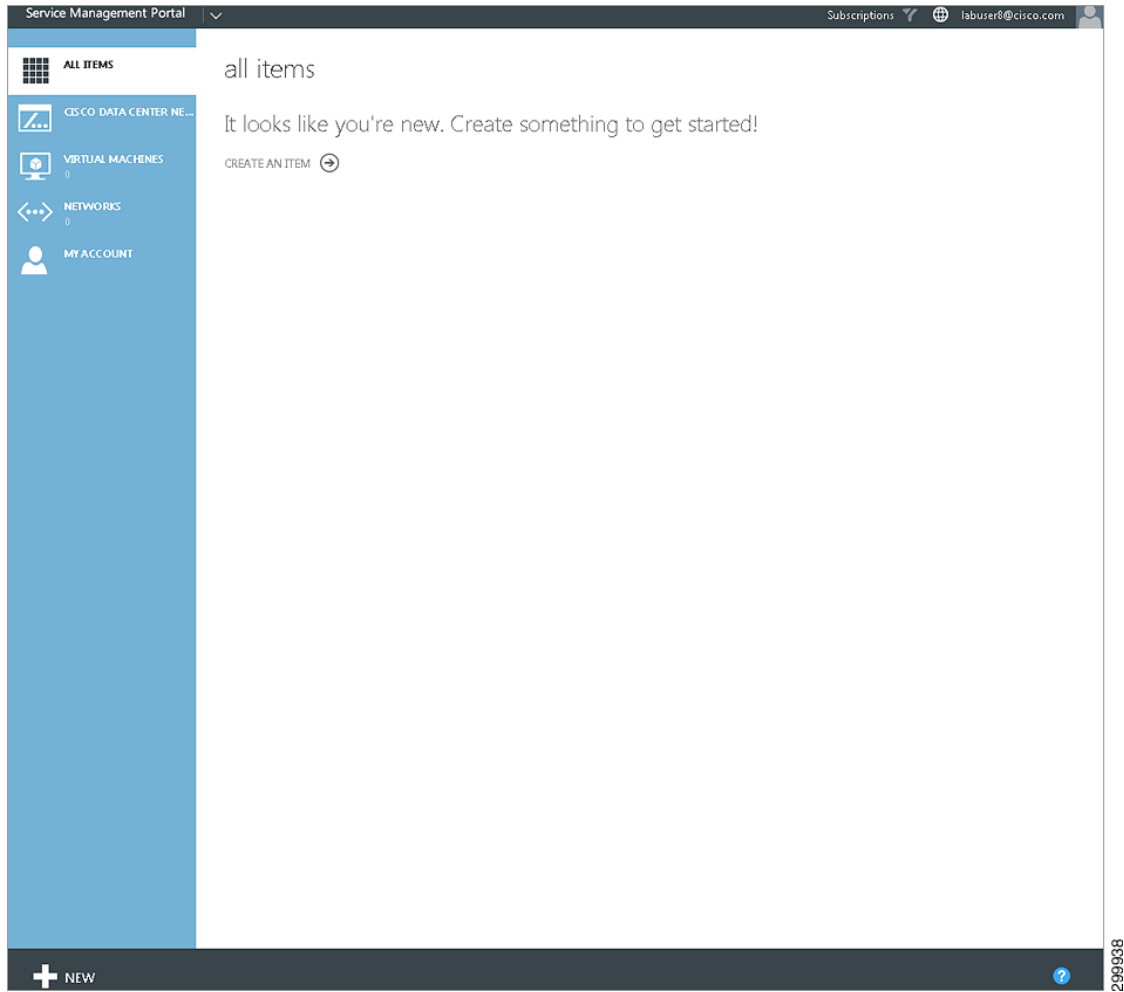 Service Management Portal
Subscriptions
labuser8@cisco.com
ALL ITEMS
CISCO DATA CENTER NE...
VIRTUAL MACHINES
0
NETWORKS
0
MY ACCOUNT
all items
It looks like you're new. Create something to get started!
CREATE AN ITEM
NEW
?
299938